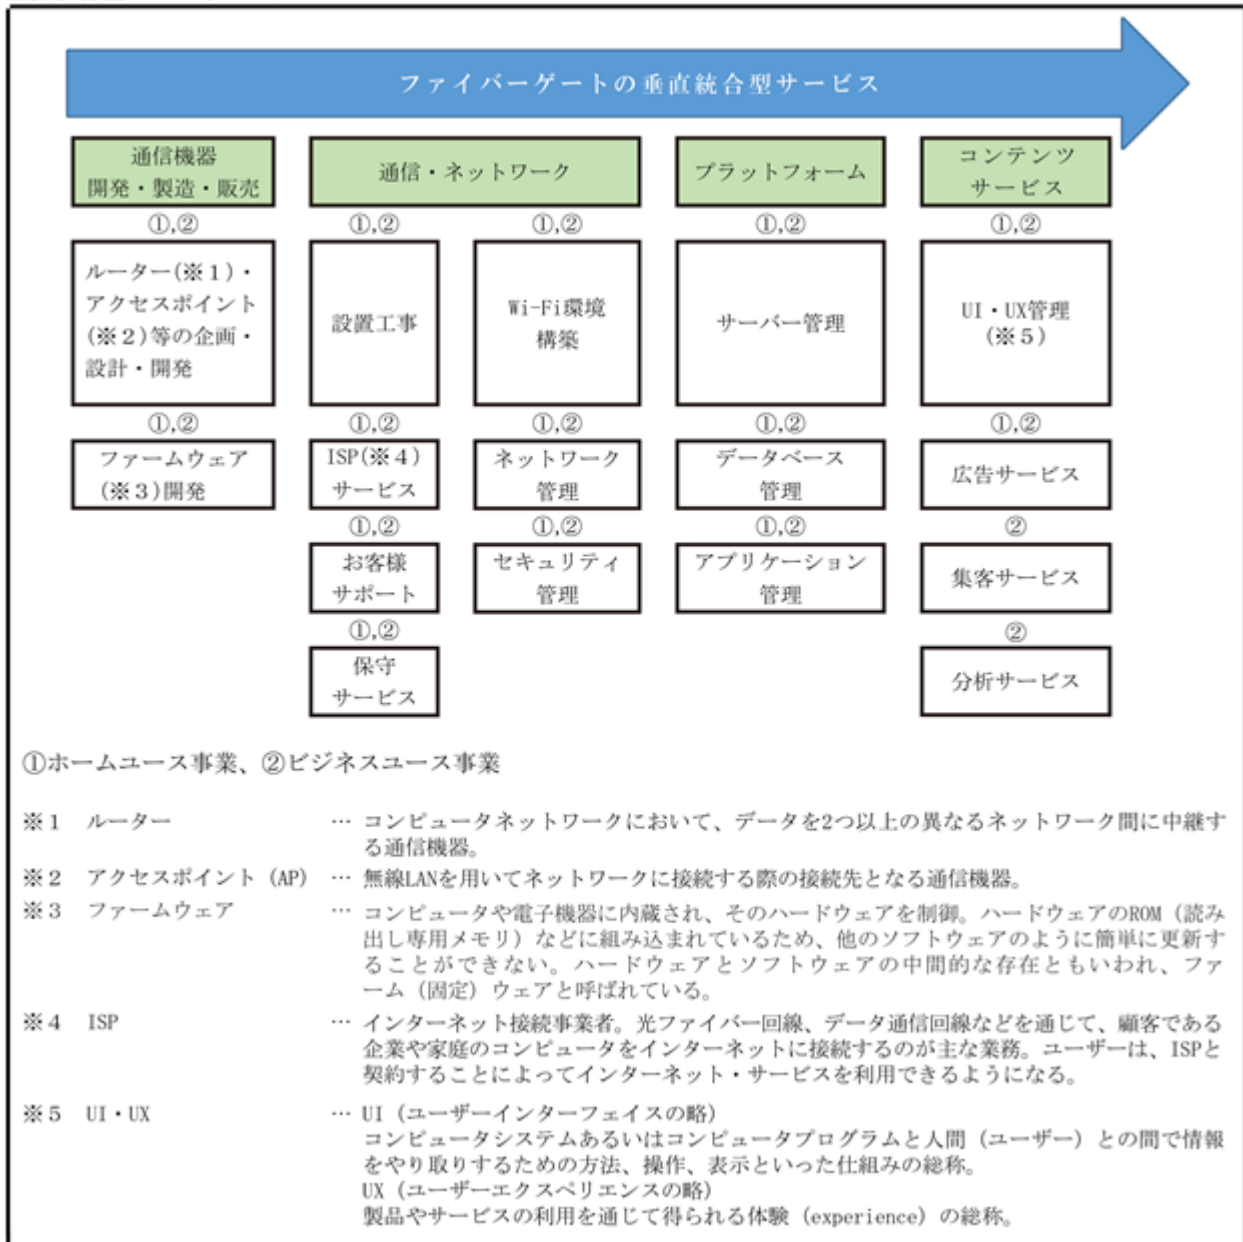 ファイバーゲートの垂直統合型サービス
通信機器
開発・製造・販売
通信・ネットワーク
プラットフォーム
コンテンツ
サービス
①,②
①,②
①,②
①,②
①,②
ルーター(※1)・
アクセスポイント
(※2)等の企画・
設計・開発
設置工事
Wi-Fi環境
構築
サーバー管理
UI・UX管理
(※5)
①,②
①,②
①,②
①,②
①,②
ファームウェア
(※3)開発
ISP(※4)
サービス
ネットワーク
管理
データベース
管理
広告サービス
①,②
①,②
①,②
②
お客様
サポート
セキュリティ
管理
アプリケーション
管理
集客サービス
①,②
②
保守
サービス
分析サービス
①ホームユース事業、②ビジネスユース事業
※1 ルーター … コンピュータネットワークにおいて、データを2つ以上の異なるネットワーク間に中継す
る通信機器。
※2 アクセスポイント(AP) … 無線LANを用いてネットワークに接続する際の接続先となる通信機器。
※3 ファームウェア … コンピュータや電子機器に内蔵され、そのハードウェアを制御。ハードウェアのROM(読み
出し専用メモリ)などに組み込まれているため、他のソフトウェアのように簡単に更新す
ることができない。ハードウェアとソフトウェアの中間的な存在ともいわれ、ファ
ーム(固定)ウェアと呼ばれている。
※4 ISP … インターネット接続事業者。光ファイバー回線、データ通信回線などを通じて、顧客である
企業や家庭のコンピュータをインターネットに接続するのが主な業務。ユーザーは、ISPと
契約することによってインターネット・サービスを利用できるようになる。
※5 UI・UX … UI(ユーザーインターフェイスの略)
コンピュータシステムあるいはコンピュータプログラムと人間(ユーザー)との間で情報
をやり取りするための方法、操作、表示といった仕組みの総称。
UX(ユーザーエクスペリエンスの略)
製品やサービスの利用を通じて得られる体験(experience)の総称。